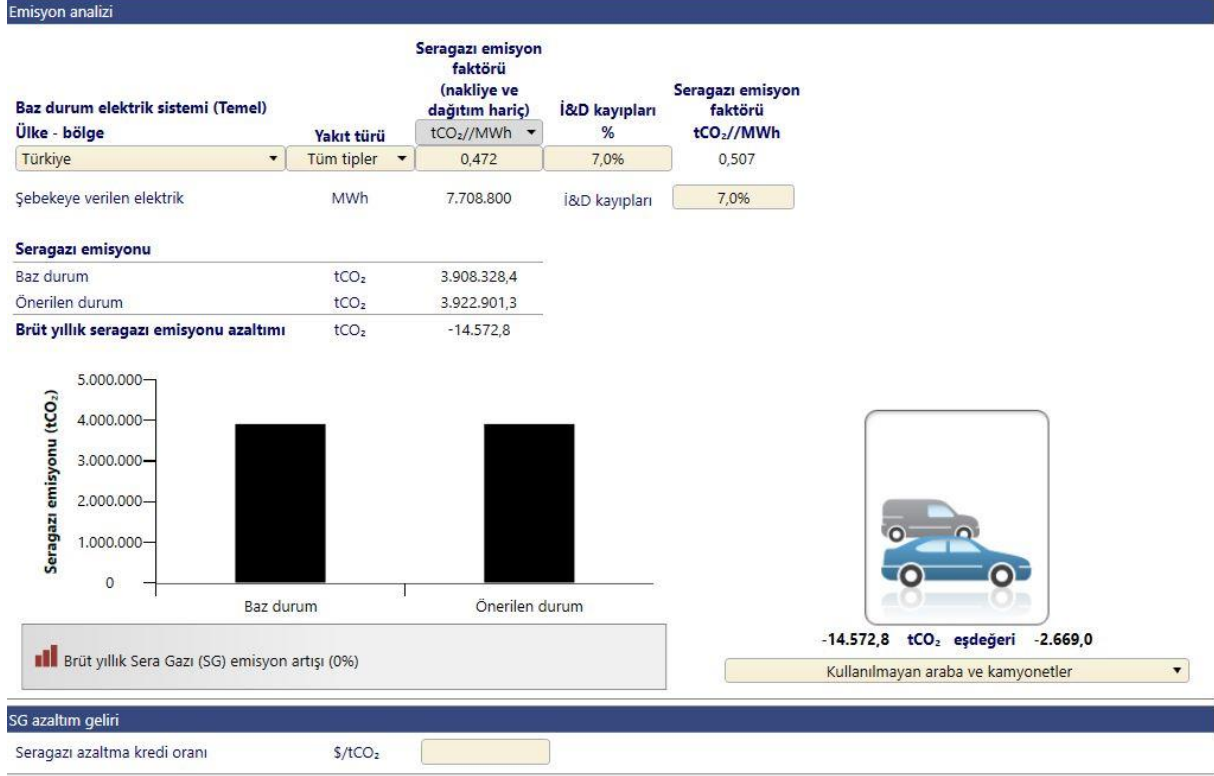 Emisyon analizi
Seragazı emisyon
faktörü
(nakliye ve
dağıtım hariç)
İ&D kayıpları
Seragazı emisyon
faktörü
Baz durum elektrik sistemi (Temel)
Ülke - bölge Yakıt türü tCO₂//MWh % tCO₂//MWh
Türkiye Tüm tipler 0,472 7,0% 0,507
Şebekeye verilen elektrik MWh 7.708.800 İ&D kayıpları 7,0%
Seragazı emisyonu
Baz durum tCO₂ 3.908.328,4
Önerilen durum tCO₂ 3.922.901,3
Brüt yıllık seragazı emisyonu azaltımı tCO₂ -14.572,8
Seragazı emisyonu (tCO₂)
5.000.000
4.000.000
3.000.000
2.000.000
1.000.000
0
Baz durum Önerilen durum
Brüt yıllık Sera Gazı (SG) emisyon artışı (0%)
-14.572,8 tCO₂ eşdeğeri -2.669,0
Kullanılmayan araba ve kamyonetler
SG azaltım geliri
Seragazı azaltma kredi oranı $/tCO₂